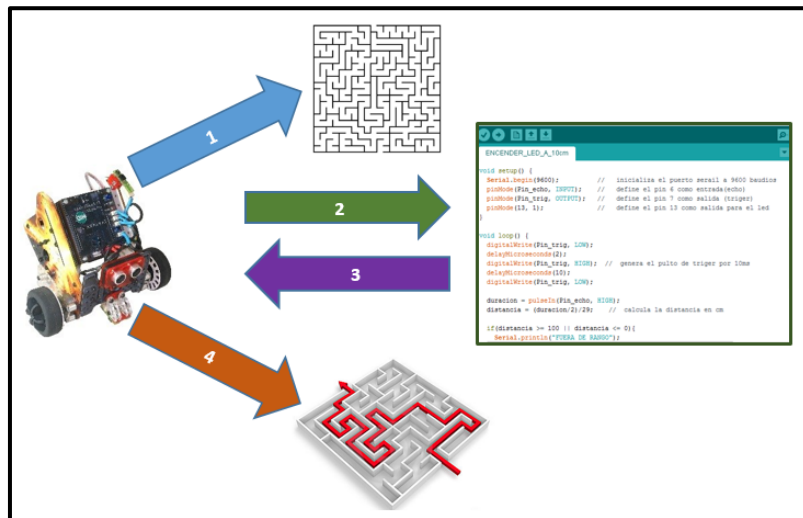 1
2
3
4
ENCENDER_LED_A_10cm
void setup() {
Serial.begin(9600); // inicializa el puerto serail a 9600 baudios
pinMode(Pin_echo, INPUT); // define el pin 6 como entrada(echo)
pinMode(Pin_trig, OUTPUT); // define el pin 7 como salida (triger)
pinMode(13, 1); // define el pin 13 como salida para el led
}
void loop() {
digitalWrite(Pin_trig, LOW);
delayMicroseconds(2);
digitalWrite(Pin_trig, HIGH); // genera el pulto de triger por 10ms
delayMicroseconds(10);
digitalWrite(Pin_trig, LOW);
duracion = pulseIn(Pin_echo, HIGH);
distancia = (duracion/2)/29; // calcula la distancia en cm
if(distancia >= 100 || distancia <= 0){
Serial.println("FUERA DE RANGO");